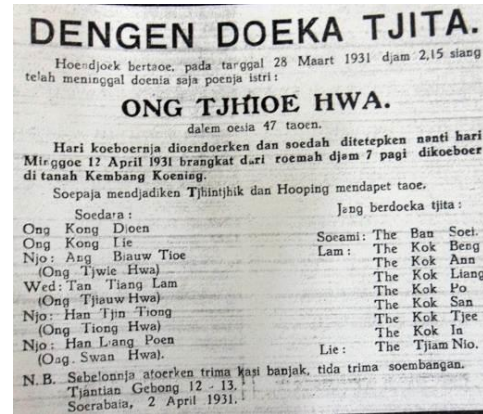 DENGEN DOEKA TJITA.
Hoendjoek bertaoe, pada tanggal 28 Maart 1931 djam 2,15 siang
telah meninggal doenia saja poenja istri :
ONG TJHIOE HWA.
dalem oesia 47 taoen.
Hari koeboernja dioendoerken dan soedah ditetepken nanti hari
Minggoe 12 April 1931 brangkat dari roemah djam 7 pagi dikoeboer
di tanah Kembang Koening.
Soepaja mendjadiken Tjhintjhik dan Hooping mendapet taoe.
Soedara :
Ong Kong Djoen
Ong Kong Lie
Njo : Ang Biauw Tioe
(Ong Tjwie Hwa)
Wed : Tan Tiang Lam
(Ong Tjiauw Hwa)
Njo : Han Tjin Tiong
(Ong Tiong Hwa)
Njo : Han Liang Poen
(Ong Swan Hwa).
Jang berdoeka tjita :
Soeami : The Ban Soei.
Lam : The Kok Beng
The Kok Ann
The Kok Liang
The Kok Po
The Kok San
The Kok Tjee
The Kok In
Lie : The Tjiam Nio.
N. B. Sebelonnja atoerken trima kasi banjak, tida trima soembangan.
Tjantian Gebong 12 - 13.
Soerabaia, 2 April 1931.